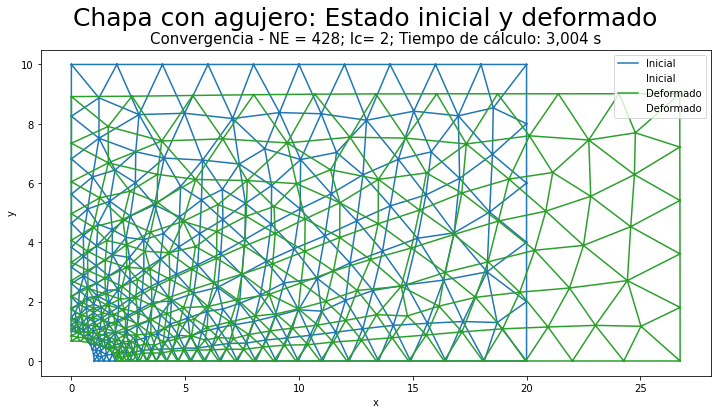 Chapa con agujero: Estado inicial y deformado
Convergencia - NE = 428; lc= 2; Tiempo de cálculo: 3,004 s
Inicial
Inicial
Deformado
Deformado
10
8
6
4
2
0
y
0
5
10
15
20
25
x